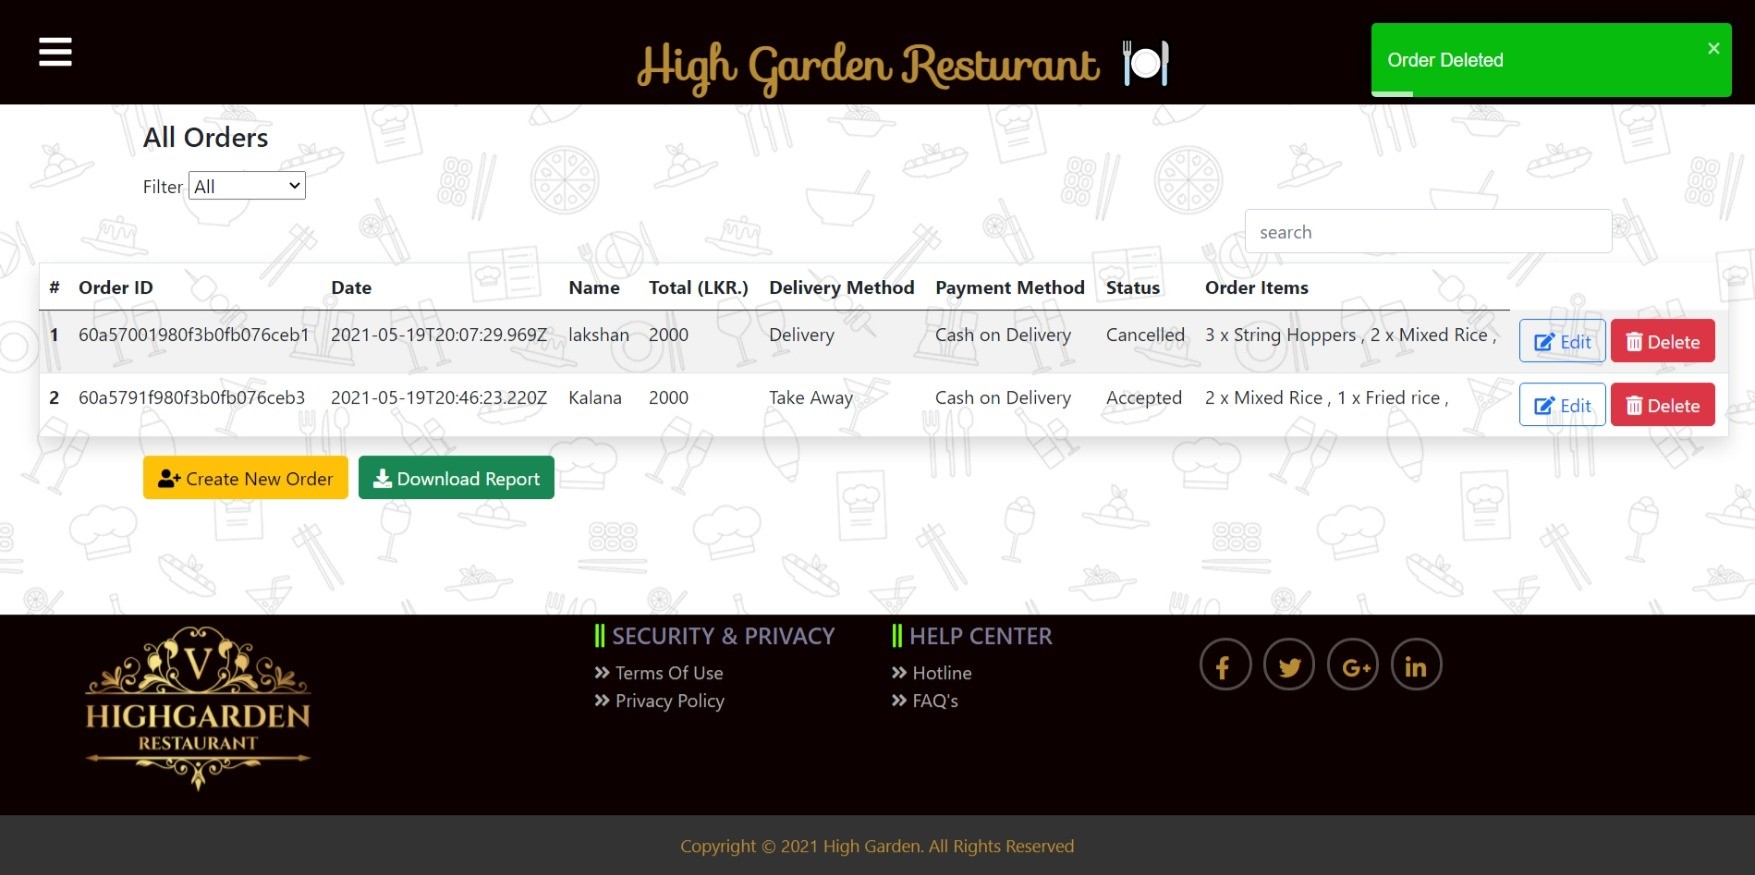 High Garden Resturant
Order Deleted
All Orders
Filter All
search
# Order ID Date Name Total (LKR.) Delivery Method Payment Method Status Order Items
1 60a57001980f3b0fb076ceb1 2021-05-19T20:07:29.969Z lakshan 2000 Delivery Cash on Delivery Cancelled 3 x String Hoppers , 2 x Mixed Rice , Edit Delete
2 60a5791f980f3b0fb076ceb3 2021-05-19T20:46:23.220Z Kalana 2000 Take Away Cash on Delivery Accepted 2 x Mixed Rice , 1 x Fried rice , Edit Delete
Create New Order Download Report
V
HIGHGARDEN
RESTAURANT
SECURITY & PRIVACY
Terms Of Use
Privacy Policy
HELP CENTER
Hotline
FAQ's
Copyright © 2021 High Garden. All Rights Reserved